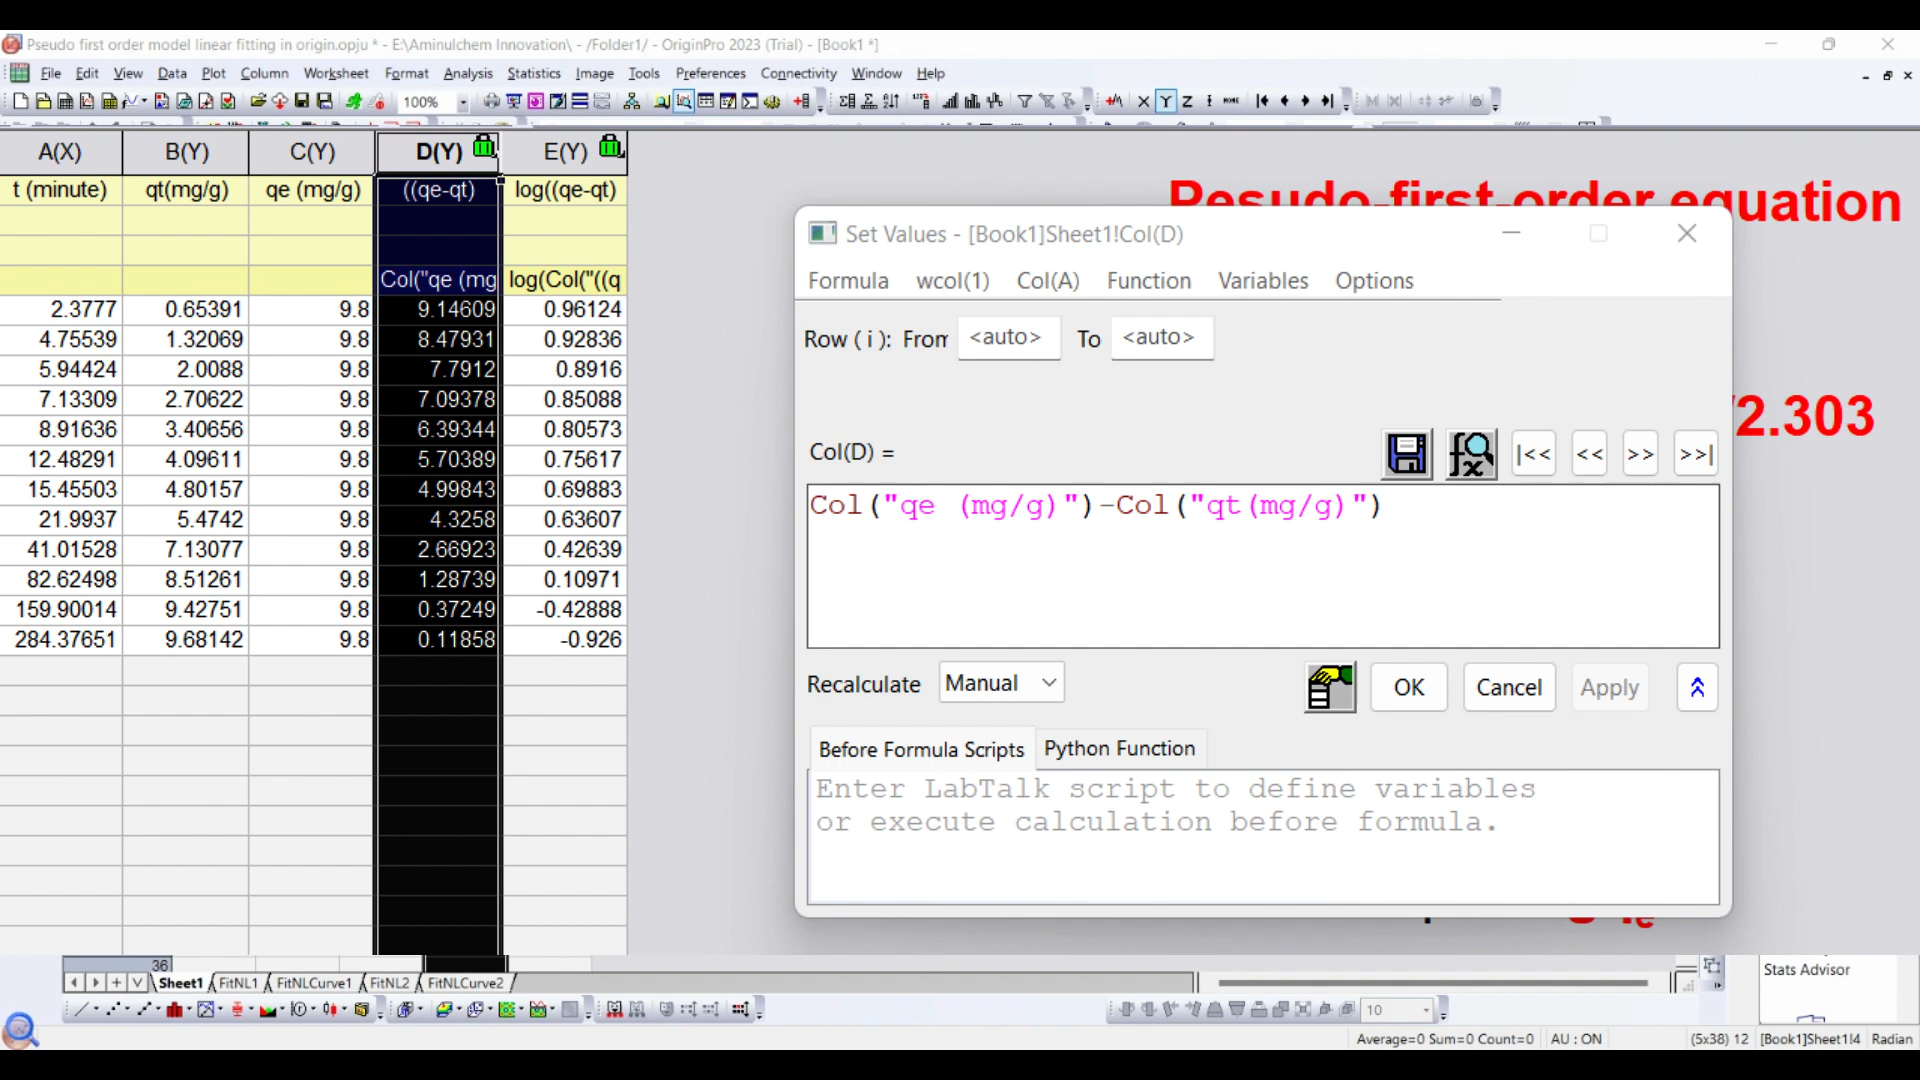 Pseudo first order model linear fitting in origin.opju * - E:\Aminulchem Innovation\ - /Folder1/ - OriginPro 2023 (Trial) - [Book1 *]
File Edit View Data Plot Column Worksheet Format Analysis Statistics Image Tools Preferences Connectivity Window Help
100%
A(X) B(Y) C(Y) D(Y) E(Y)
t (minute) qt(mg/g) qe (mg/g) ((qe-qt) log((qe-qt)
Col("qe (mg log(Col("((q
2.3777 0.65391 9.8 9.14609 0.96124
4.75539 1.32069 9.8 8.47931 0.92836
5.94424 2.0088 9.8 7.7912 0.8916
7.13309 2.70622 9.8 7.09378 0.85088
8.91636 3.40656 9.8 6.39344 0.80573
12.48291 4.09611 9.8 5.70389 0.75617
15.45503 4.80157 9.8 4.99843 0.69883
21.9937 5.4742 9.8 4.3258 0.63607
41.01528 7.13077 9.8 2.66923 0.42639
82.62498 8.51261 9.8 1.28739 0.10971
159.90014 9.42751 9.8 0.37249 -0.42888
284.37651 9.68142 9.8 0.11858 -0.926
Pesudo-first-order equation
/2.303
Set Values - [Book1]Sheet1!Col(D)
Formula wcol(1) Col(A) Function Variables Options
Row ( i ): From <auto> To <auto>
Col(D) =
|<< << >> >>|
Col("qe (mg/g)")-Col("qt(mg/g)")
Recalculate Manual OK Cancel Apply
Before Formula Scripts Python Function
Enter LabTalk script to define variables
or execute calculation before formula.
36
Sheet1 FitNL1 FitNLCurve1 FitNL2 FitNLCurve2
Stats Advisor
10
Average=0 Sum=0 Count=0 AU : ON (5x38) 12 [Book1]Sheet1!4 Radian